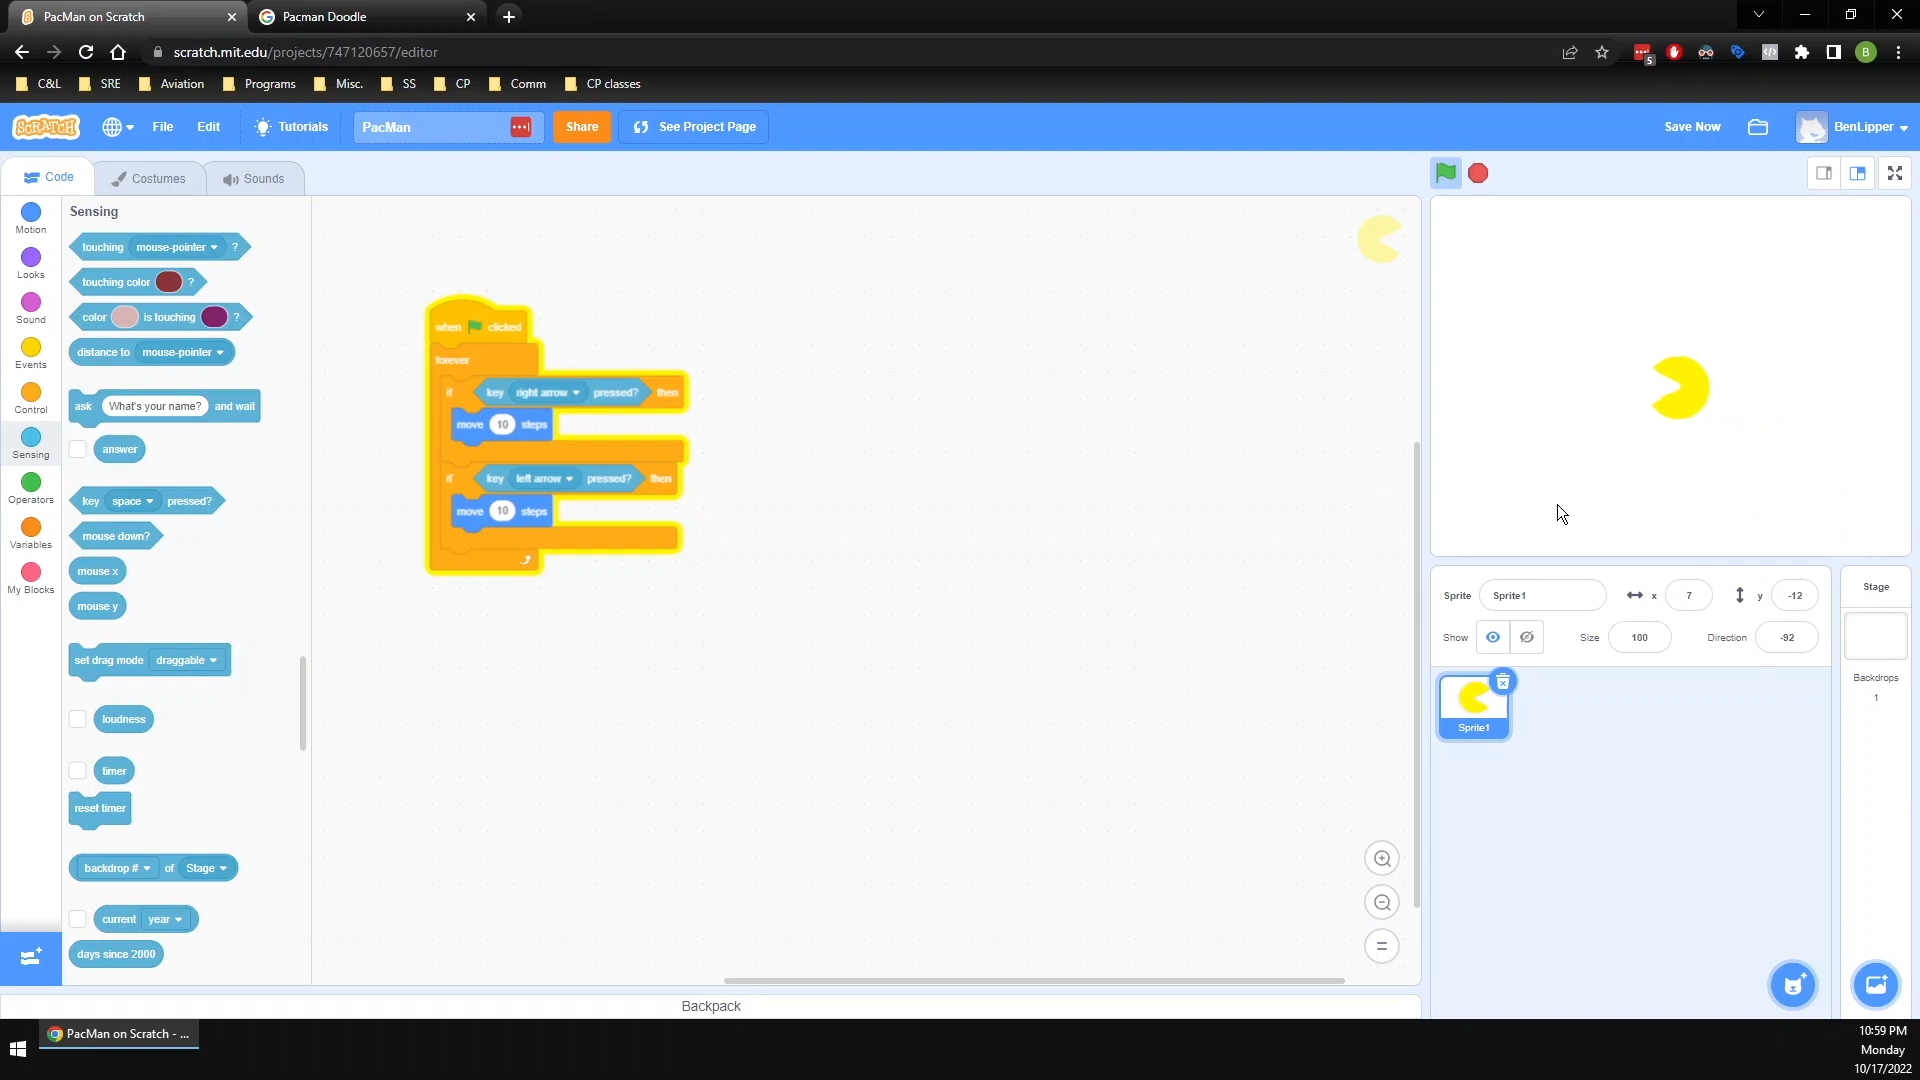 PacMan on Scratch
Pacman Doodle
scratch.mit.edu/projects/747120657/editor
5
B
C&L
SRE
Aviation
Programs
Misc.
SS
CP
Comm
CP classes
SCRATCH
File
Edit
Tutorials
PacMan
Share
See Project Page
Save Now
BenLipper
Code
Costumes
Sounds
Motion
Looks
Sound
Events
Control
Sensing
Operators
Variables
My Blocks
Sensing
touching mouse-pointer ?
touching color ?
color is touching ?
distance to mouse-pointer
ask What's your name? and wait
answer
key space pressed?
mouse down?
mouse x
mouse y
set drag mode draggable
loudness
timer
reset timer
backdrop # of Stage
current year
days since 2000
when clicked
forever
if key right arrow pressed? then
move 10 steps
if key left arrow pressed? then
move 10 steps
Sprite Sprite1 x 7 y -12
Show Size 100 Direction -92
Sprite1
Stage
Backdrops
1
Backpack
PacMan on Scratch - ...
10:59 PM
Monday
10/17/2022